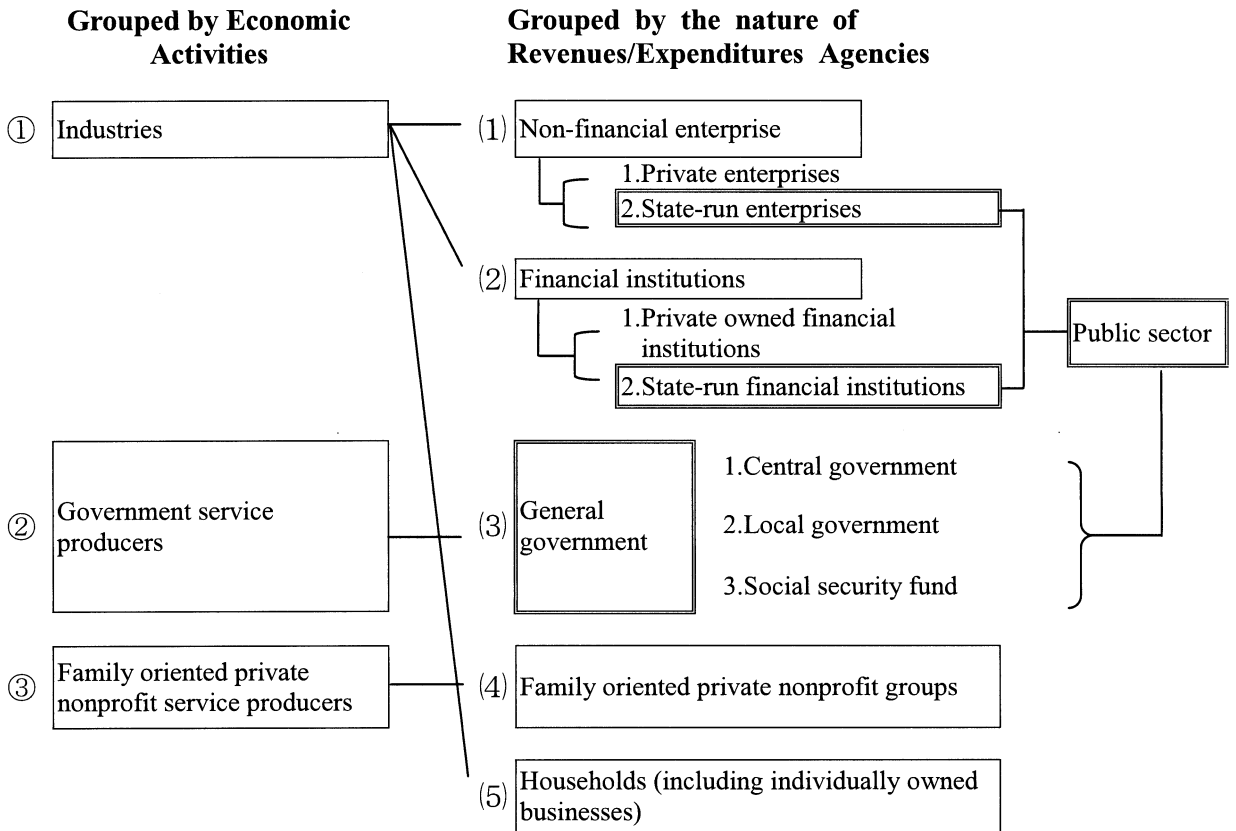 Grouped by Economic
Activities
Grouped by the nature of
Revenues/Expenditures Agencies
① Industries
⑴ Non-financial enterprise
1.Private enterprises
2.State-run enterprises
⑵ Financial institutions
1.Private owned financial
institutions
2.State-run financial institutions
Public sector
② Government service
producers
⑶ General
government
1.Central government
2.Local government
3.Social security fund
③ Family oriented private
nonprofit service producers
⑷ Family oriented private nonprofit groups
⑸ Households (including individually owned
businesses)